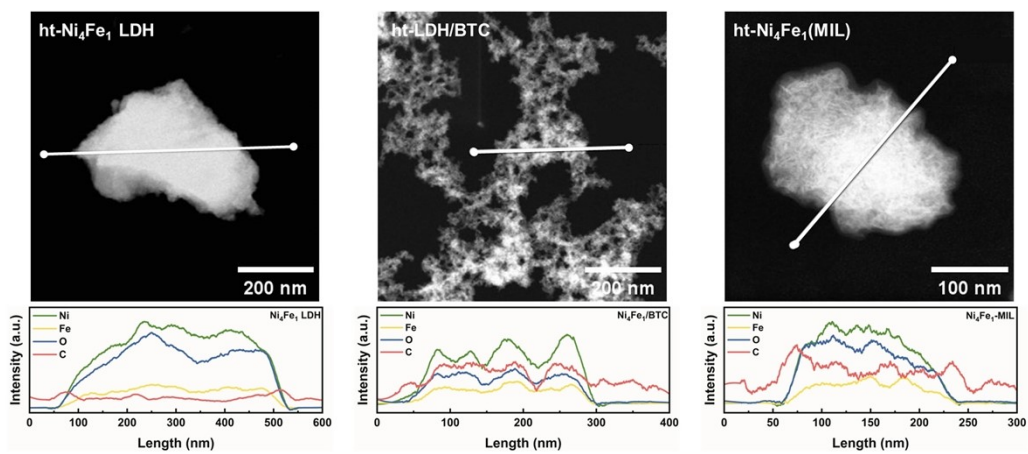 ht-Ni₄Fe₁ LDH
200 nm
ht-LDH/BTC
200 nm
ht-Ni₄Fe₁(MIL)
100 nm
Intensity (a.u.)
Ni
Fe
O
C
Ni₄Fe₁ LDH
0 100 200 300 400 500 600
Length (nm)
Intensity (a.u.)
Ni
Fe
O
C
Ni₄Fe₁/BTC
0 100 200 300 400
Length (nm)
Intensity (a.u.)
Ni
Fe
O
C
Ni₄Fe₁-MIL
0 50 100 150 200 250 300
Length (nm)